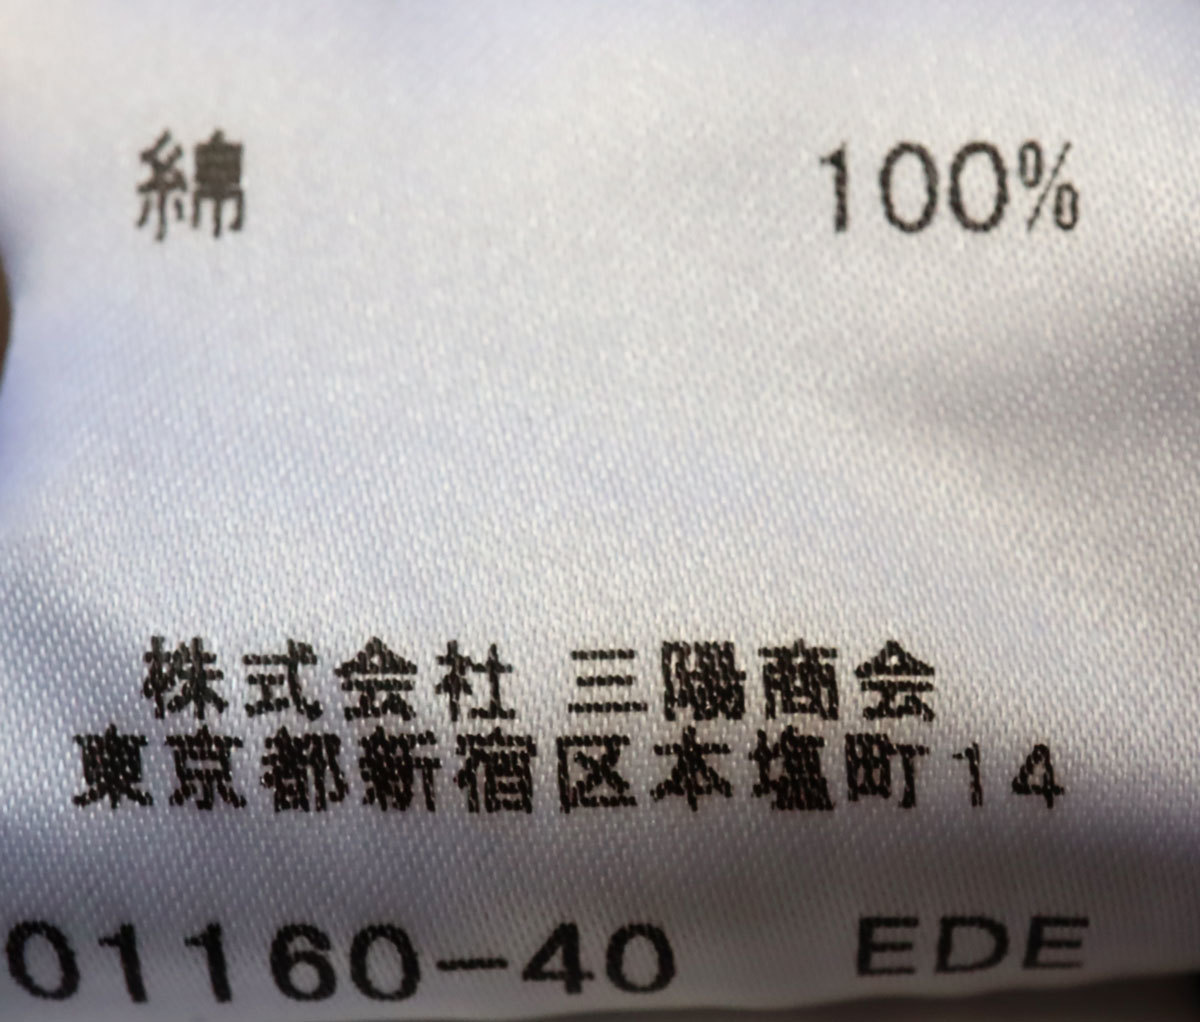 綿 100%
株式会社 三陽商会
東京都新宿区本塩町14
01160-40 EDE